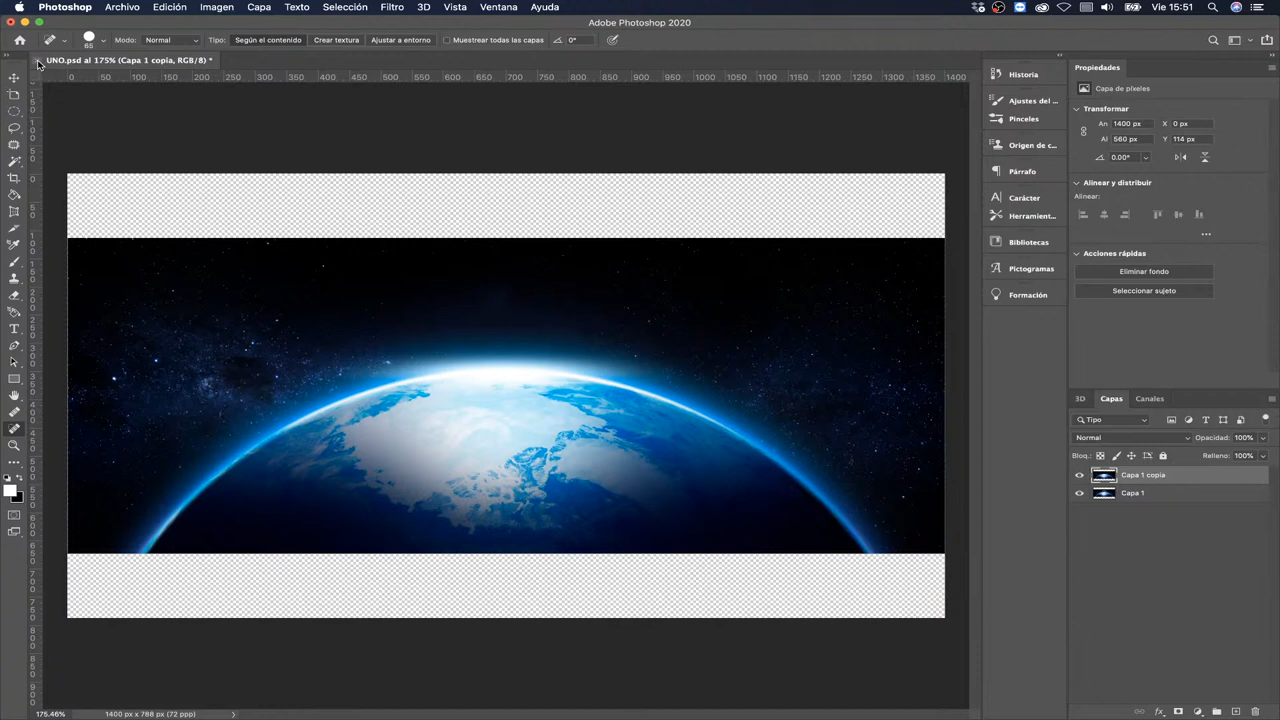 Photoshop Archivo Edición Imagen Capa Texto Selección Filtro 3D Vista Ventana Ayuda Vie 15:51
Adobe Photoshop 2020
65 Modo: Normal Tipo: Según el contenido Crear textura Ajustar a entorno Muestrear todas las capas 0°
UNO.psd al 175% (Capa 1 copia, RGB/8) *
0 50 100 150 200 250 300 350 400 450 500 550 600 650 700 750 800 850 900 950 1000 1050 1100 1150 1200 1250 1300 1350 1400
Historia
Ajustes del ...
Pinceles
Origen de c...
Párrafo
Carácter
Herramient...
Bibliotecas
Pictogramas
Formación
Propiedades
Capa de píxeles
Transformar
An 1400 px X 0 px
Al 560 px Y 114 px
0.00°
Alinear y distribuir
Alinear:
Acciones rápidas
Eliminar fondo
Seleccionar sujeto
3D Capas Canales
Tipo
Normal Opacidad: 100%
Bloq.: Relleno: 100%
Capa 1 copia
Capa 1
175.46% 1400 px x 788 px (72 ppp)